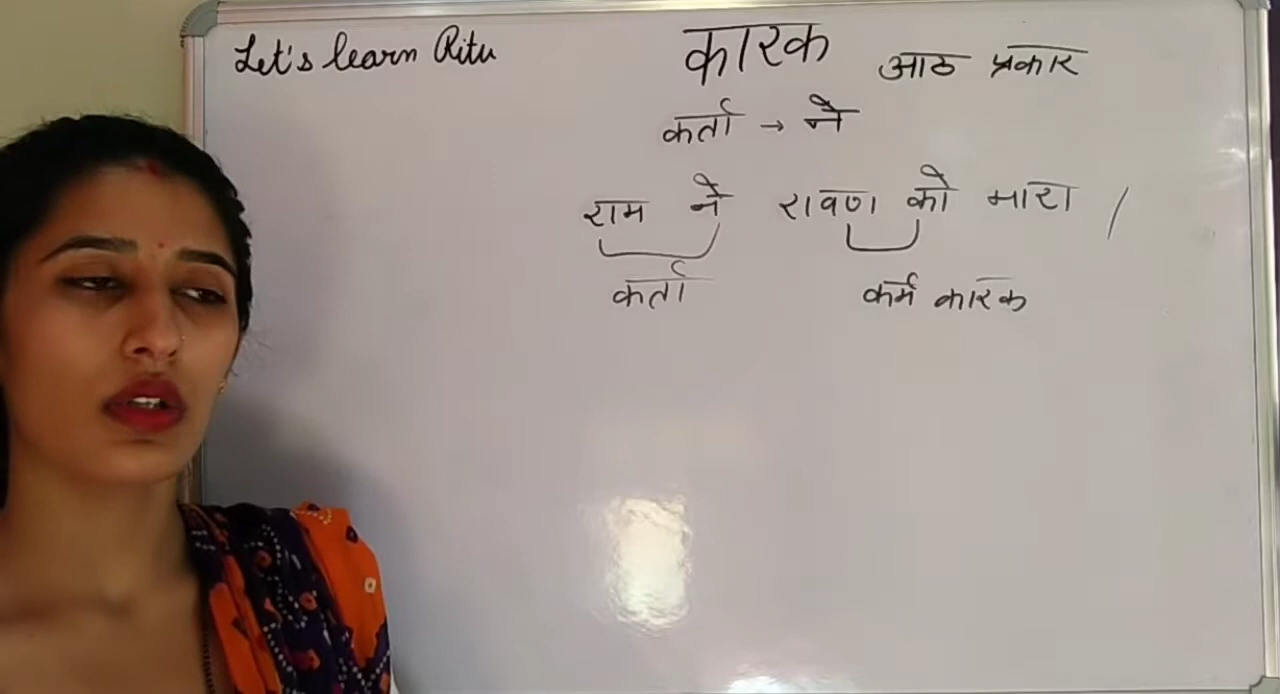 Let's learn Ritu
कारक आठ प्रकार
कर्ता → ने
राम ने रावण को मारा /
कर्ता कर्म कारक